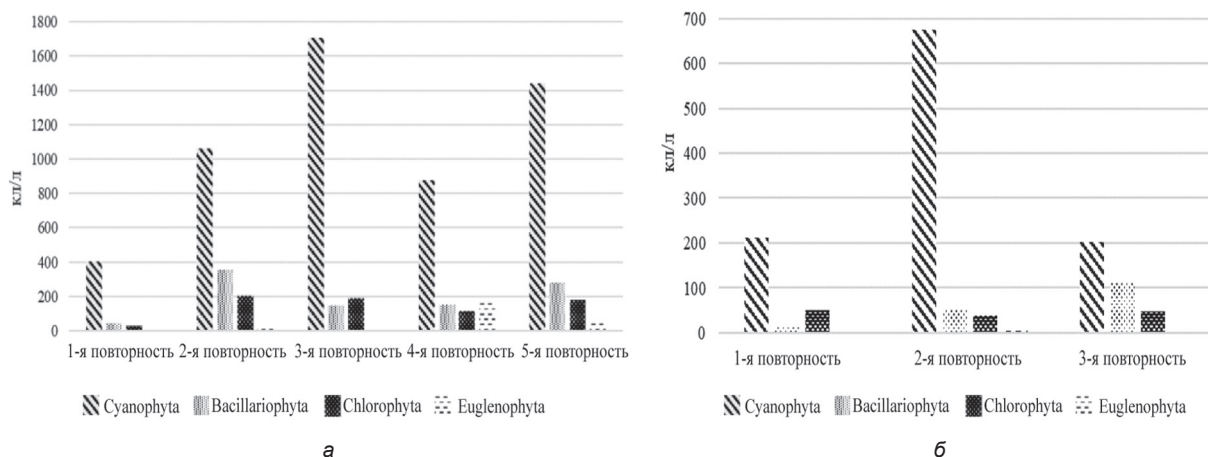 1800
1600
1400
1200
1000
800
600
400
200
0
кл/л
1-я повторность 2-я повторность 3-я повторность 4-я повторность 5-я повторность
Cyanophyta Bacillariophyta Chlorophyta Euglenophyta
а
700
600
500
400
300
200
100
0
кл/л
1-я повторность 2-я повторность 3-я повторность
Cyanophyta Bacillariophyta Chlorophyta Euglenophyta
б